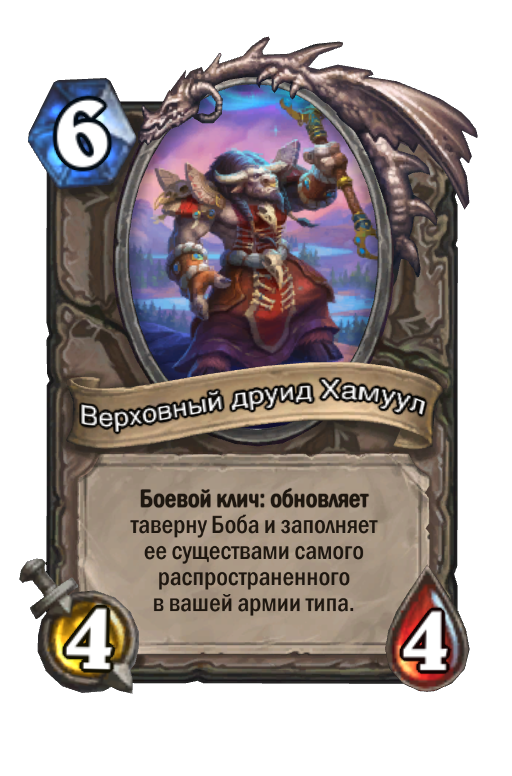 6
Верховный друид Хамуул
Боевой клич: обновляет
таверну Боба и заполняет
ее существами самого
распространенного
в вашей армии типа.
4
4